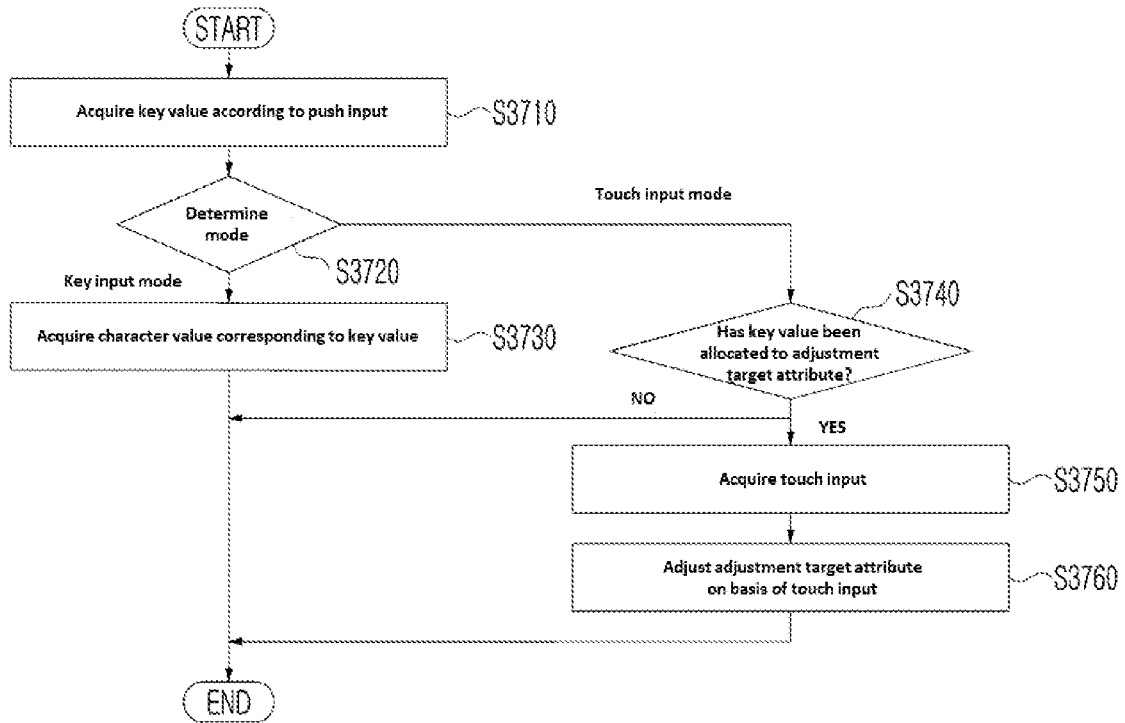 START
Acquire key value according to push input
S3710
Touch input mode
Determine
mode
S3720
Key input mode
S3740
Acquire character value corresponding to key value
S3730
Has key value been
allocated to adjustment
target attribute?
NO
YES
Acquire touch input
S3750
Adjust adjustment target attribute
on basis of touch input
S3760
END